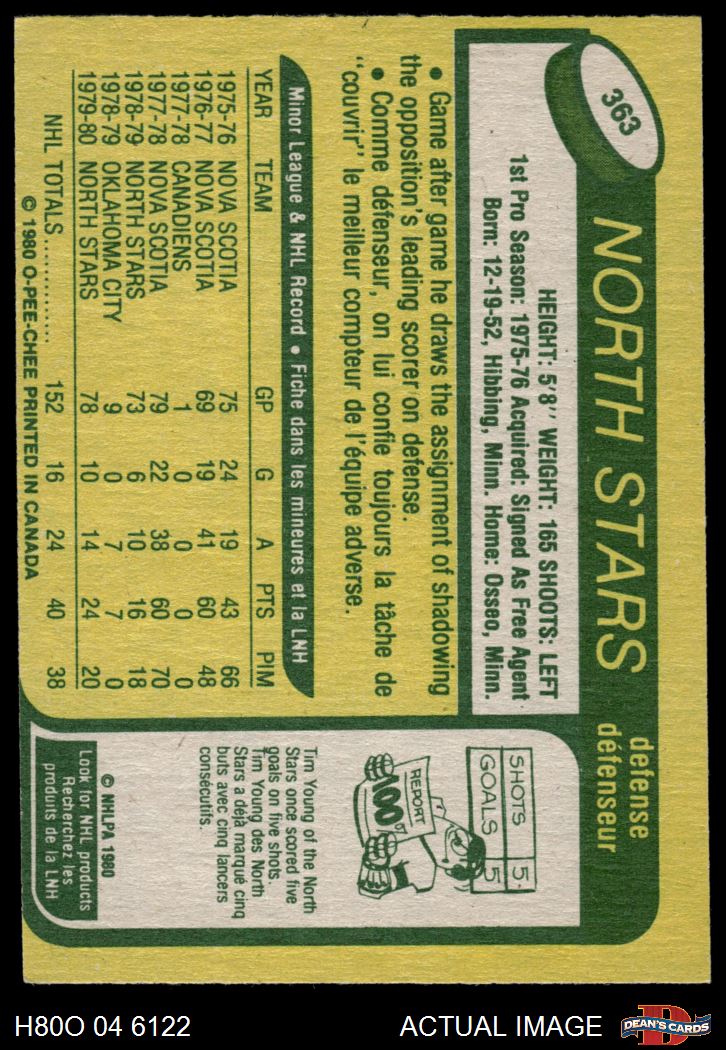 363
NORTH STARS
defense
défenseur
HEIGHT: 5'8" WEIGHT: 165 SHOOTS: LEFT
1st Pro Season: 1975-76 Acquired: Signed As Free Agent
Born: 12-19-52, Hibbing, Minn. Home: Osseo, Minn.
• Game after game he draws the assignment of shadowing
the opposition's leading scorer on defense.
• Comme défenseur, on lui confie toujours la tâche de
"couvrir" le meilleur compteur de l'équipe adverse.
Minor League & NHL Record • Fiche dans les mineures et la LNH
YEAR TEAM GP G A PTS PIM
1975-76 NOVA SCOTIA 75 24 19 43 66
1976-77 NOVA SCOTIA 69 19 41 60 48
1977-78 CANADIENS 1 0 0 0 0
1977-78 NOVA SCOTIA 79 22 38 60 70
1978-79 NORTH STARS 73 6 10 16 18
1978-79 OKLAHOMA CITY 9 0 7 7 0
1979-80 NORTH STARS 78 10 14 24 20
NHL TOTALS ............. 152 16 24 40 38
© 1980 O-PEE-CHEE PRINTED IN CANADA
SHOTS 5
GOALS 5
REPORT
100
Tim Young of the North
Stars once scored five
goals on five shots.
Tim Young des North
Stars a déjà marqué cinq
buts avec cinq lancers
consécutifs.
© NHLPA 1980
Look for NHL products
Recherchez les
produits de la LNH
H80O 04 6122
ACTUAL IMAGE
D
DEAN'S CARDS